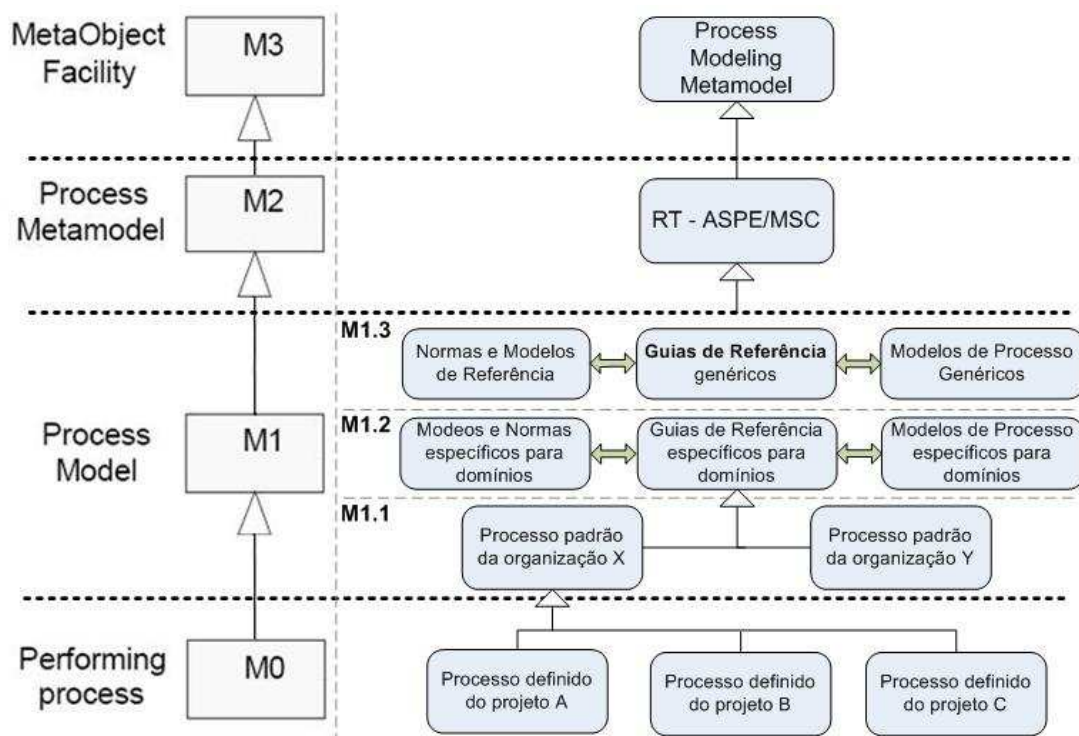 MetaObject
Facility
M3
Process
Modeling
Metamodel
Process
Metamodel
M2
RT - ASPE/MSC
M1.3
Normas e Modelos
de Referência
Guias de Referência
genéricos
Modelos de Processo
Genéricos
Process
Model
M1
M1.2
Modeos e Normas
específicos para
domínios
Guias de Referência
específicos para
domínios
Modelos de Processo
específicos para
domínios
M1.1
Processo padrão
da organização X
Processo padrão
da organização Y
Performing
process
M0
Processo definido
do projeto A
Processo definido
do projeto B
Processo definido
do projeto C